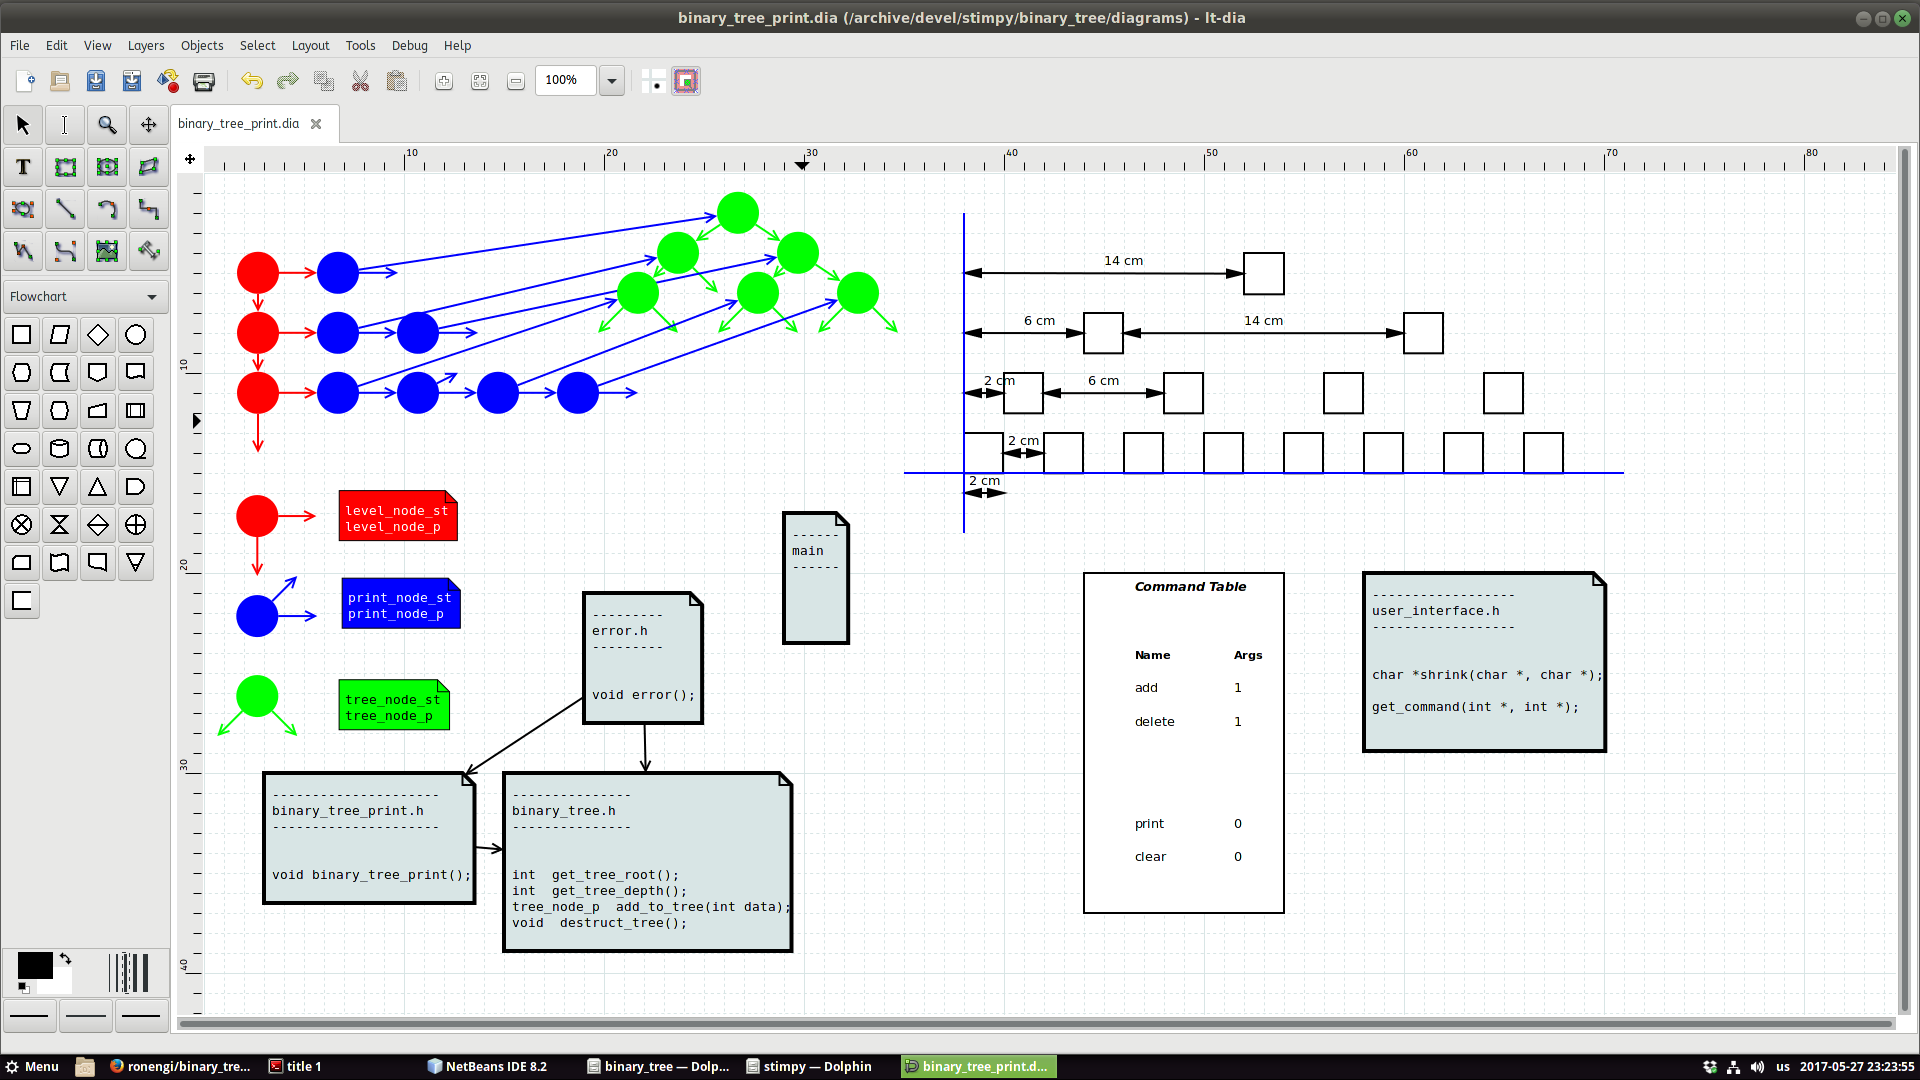 binary_tree_print.dia (/archive/devel/stimpy/binary_tree/diagrams) - lt-dia
File Edit View Layers Objects Select Layout Tools Debug Help
100%
binary_tree_print.dia
T
Flowchart
10 20 30 40 50 60 70 80
10
20
30
40
14 cm
6 cm 14 cm
2 cm 6 cm
2 cm
2 cm
level_node_st
level_node_p
print_node_st
print_node_p
tree_node_st
tree_node_p
------
main
------
---------
error.h
---------
void error();
---------------------
binary_tree_print.h
---------------------
void binary_tree_print();
---------------
binary_tree.h
---------------
int  get_tree_root();
int  get_tree_depth();
tree_node_p  add_to_tree(int data);
void  destruct_tree();
Command Table
Name Args
add 1
delete 1
print 0
clear 0
------------------
user_interface.h
------------------
char *shrink(char *, char *);
get_command(int *, int *);
Menu ronengi/binary_tre... title 1 NetBeans IDE 8.2 binary_tree — Dolp... stimpy — Dolphin binary_tree_print.d... us 2017-05-27 23:23:55